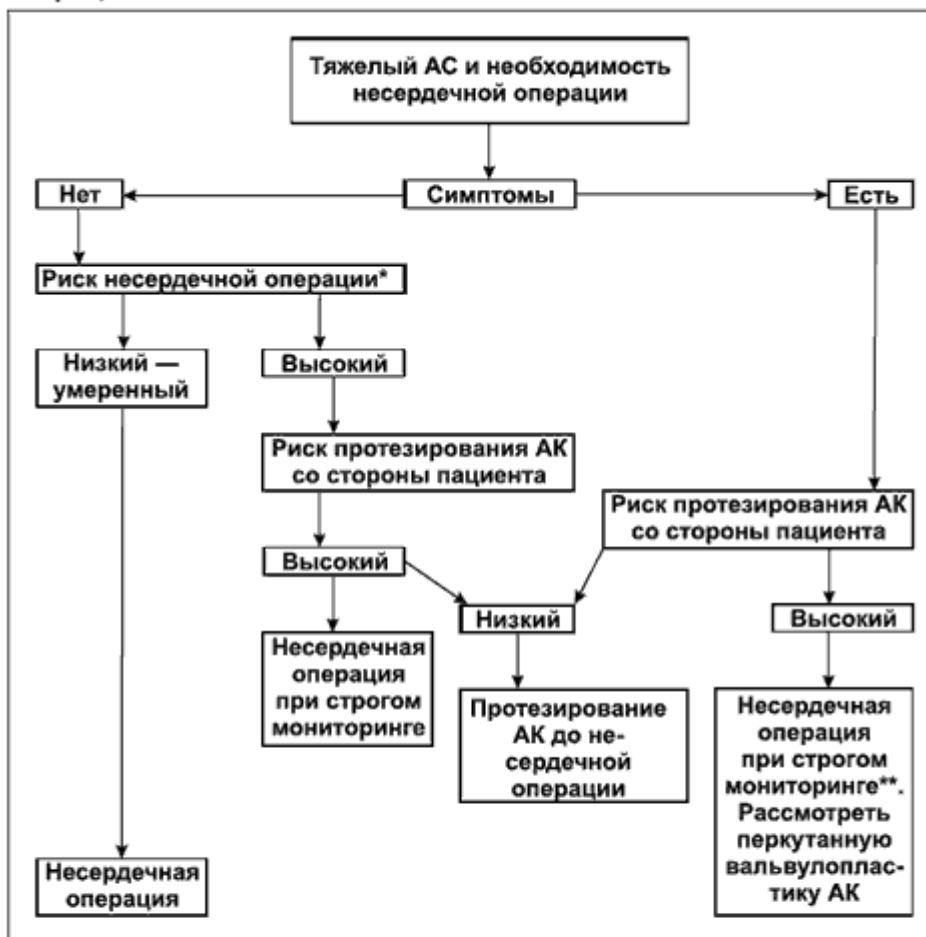 Тяжелый АС и необходимость
несердечной операции
Нет
Симптомы
Есть
Риск несердечной операции*
Низкий —
умеренный
Высокий
Риск протезирования АК
со стороны пациента
Риск протезирования АК
со стороны пациента
Высокий
Низкий
Высокий
Несердечная
операция
при строгом
мониторинге
Протезирование
АК до не-
сердечной
операции
Несердечная
операция
при строгом
мониторинге**.
Рассмотреть
перкутанную
вальвулоплас-
тику АК
Несердечная
операция